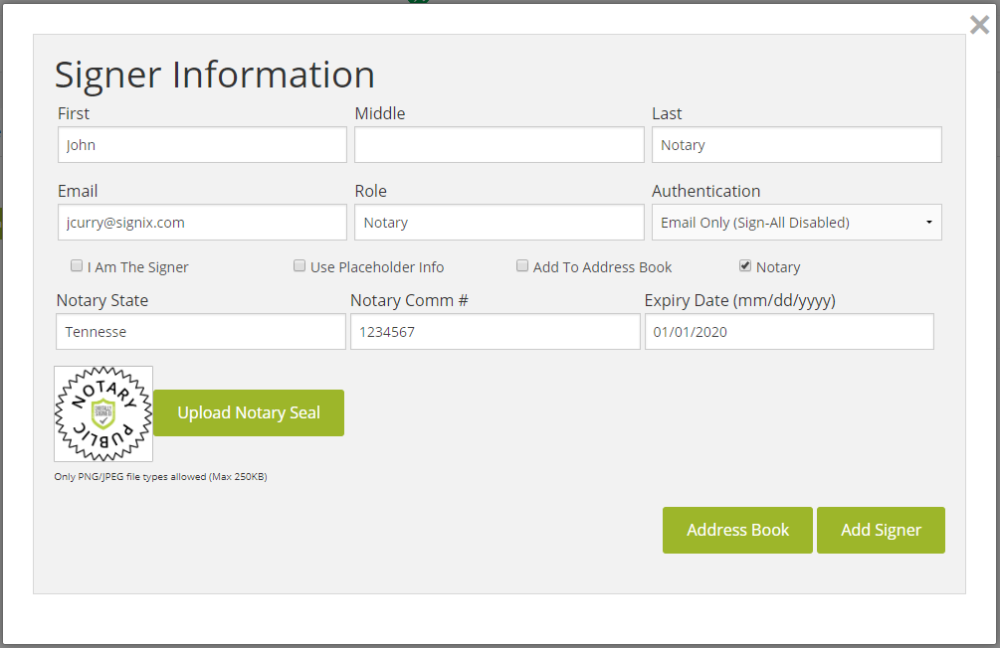 Signer Information
First Middle Last
John Notary
Email Role Authentication
jcurry@signix.com Notary Email Only (Sign-All Disabled)
I Am The Signer Use Placeholder Info Add To Address Book Notary
Notary State Notary Comm # Expiry Date (mm/dd/yyyy)
Tennesse 1234567 01/01/2020
NOTARY
DIGITALLY
SIGNED
PUBLIC
Upload Notary Seal
Only PNG/JPEG file types allowed (Max 250KB)
Address Book Add Signer